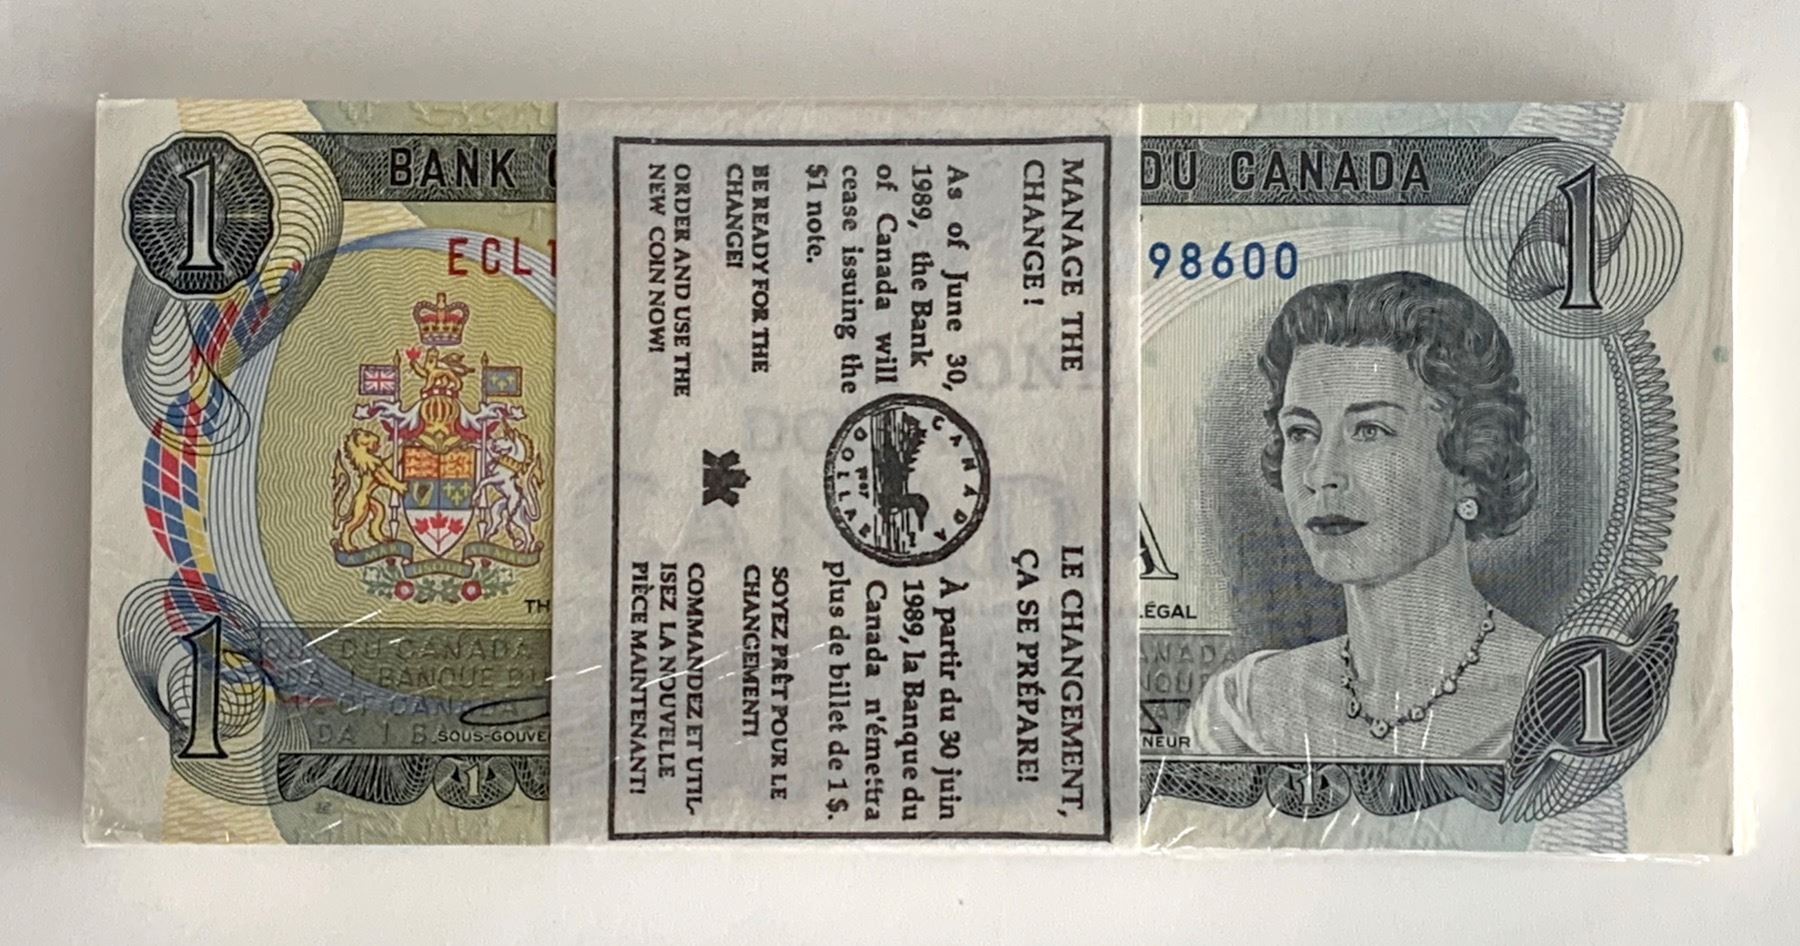 1
BANK
ECL1
THE
SOUS-GOUVE
1
1
MANAGE THE
CHANGE!
As of June 30,
1989, the Bank
of Canada will
cease issuing the
$1 note.
BE READY FOR THE
CHANGE!
ORDER AND USE THE
NEW COIN NOW!
CANADA
1987
DOLLAR
LE CHANGEMENT,
ÇA SE PRÉPARE!
À partir du 30 juin
1989, la Banque du
Canada n'émettra
plus de billet de 1 $.
SOYEZ PRÊT POUR LE
CHANGEMENT!
COMMANDEZ ET UTIL-
ISEZ LA NOUVELLE
PIÈCE MAINTENANT!
DU CANADA
1
98600
A
LÉGAL
NEUR
1
1